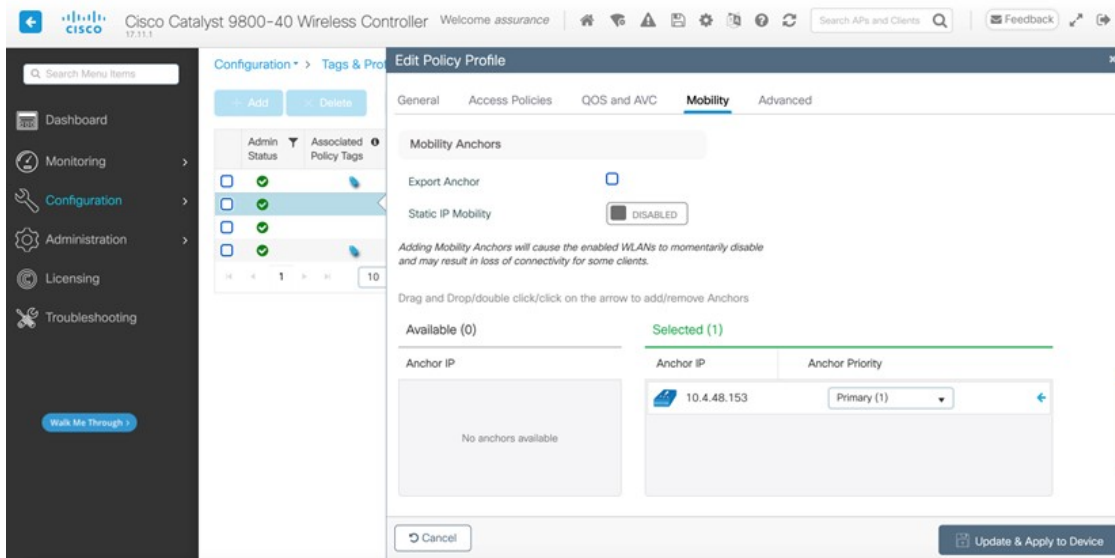 CISCO
Cisco Catalyst 9800-40 Wireless Controller
17.11.1
Welcome assurance
Search APs and Clients
Feedback
Search Menu Items
Dashboard
Monitoring
Configuration
Administration
Licensing
Troubleshooting
Walk Me Through >
Configuration > Tags & Pro
+ Add
× Delete
Admin Status
Associated Policy Tags
1
10
Edit Policy Profile
General
Access Policies
QOS and AVC
Mobility
Advanced
Mobility Anchors
Export Anchor
Static IP Mobility
DISABLED
Adding Mobility Anchors will cause the enabled WLANs to momentarily disable
and may result in loss of connectivity for some clients.
Drag and Drop/double click/click on the arrow to add/remove Anchors
Available (0)
Selected (1)
Anchor IP
No anchors available
Anchor IP
Anchor Priority
10.4.48.153
Primary (1)
Cancel
Update & Apply to Device